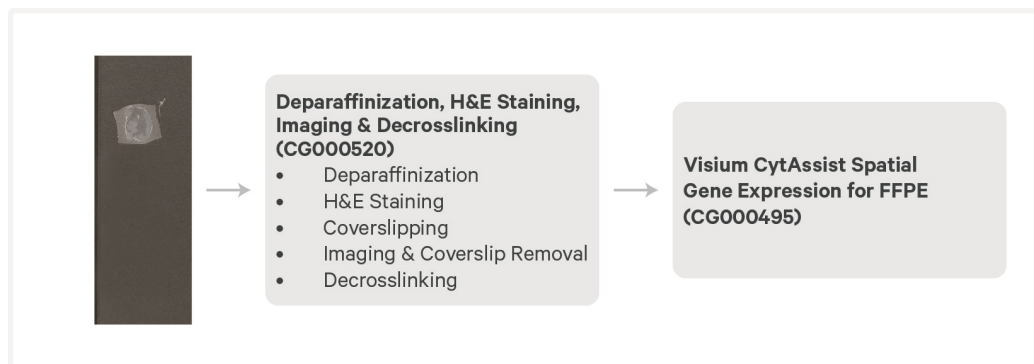 Deparaffinization, H&E Staining,
Imaging & Decrosslinking
(CG000520)
• Deparaffinization
• H&E Staining
• Coverslipping
• Imaging & Coverslip Removal
• Decrosslinking
Visium CytAssist Spatial
Gene Expression for FFPE
(CG000495)